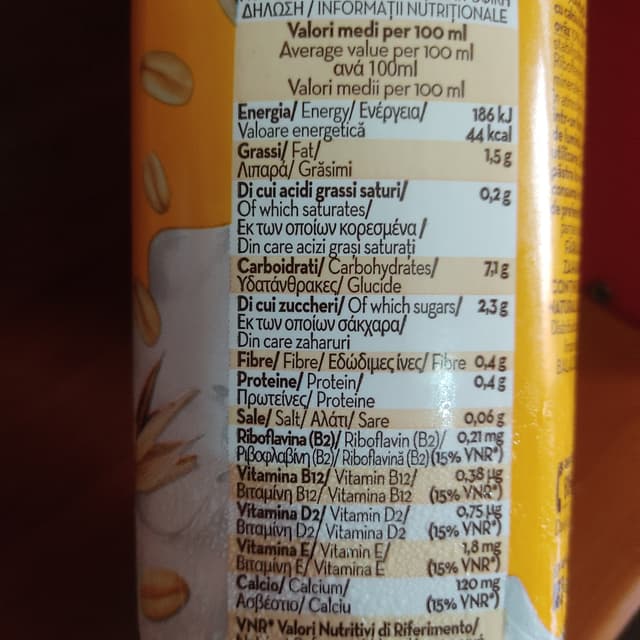 ΔΗΛΩΣΗ / INFORMAȚII NUTRIȚIONALE
Valori medi per 100 ml
Average value per 100 ml
ανά 100ml
Valori medii per 100 ml
Energia/ Energy/ Ενέργεια/ 186 kJ
Valoare energetică 44 kcal
Grassi/ Fat/ 1,5 g
Λιπαρά/ Grăsimi
Di cui acidi grassi saturi/ 0,2 g
Of which saturates/
Εκ των οποίων κορεσμένα /
Din care acizi grași saturați
Carboidrati/ Carbohydrates/ 7,1 g
Υδατάνθρακες/ Glucide
Di cui zuccheri/ Of which sugars/ 2,3 g
Εκ των οποίων σάκχαρα/
Din care zaharuri
Fibre/ Fibre/ Εδώδιμες ίνες/ Fibre 0,4 g
Proteine/ Protein/ 0,4 g
Πρωτεΐνες/ Proteine
Sale/ Salt/ Αλάτι/ Sare 0,06 g
Riboflavina (B2)/ Riboflavin (B2)/ 0,21 mg
Ριβοφλαβίνη (B2)/ Riboflavină (B2) (15% VNR*)
Vitamina B12/ Vitamin B12/ 0,38 µg
Βιταμίνη B12/ Vitamina B12 (15% VNR*)
Vitamina D2/ Vitamin D2/ 0,75 µg
Βιταμίνη D2/ Vitamina D2 (15% VNR*)
Vitamina E/ Vitamin E/ 1,8 mg
Βιταμίνη E/ Vitamina E (15% VNR*)
Calcio/ Calcium/ 120 mg
Ασβέστιο/ Calciu (15% VNR*)
VNR* Valori Nutritivi di Riferimento/